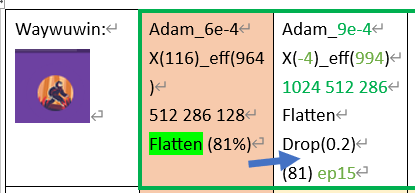 Waywuwin:
Adam_6e-4
X(116)_eff(964
)
512 286 128
Flatten (81%)
Adam_9e-4
X(-4)_eff(994)
1024 512 286
Flatten
Drop(0.2)
(81) ep15